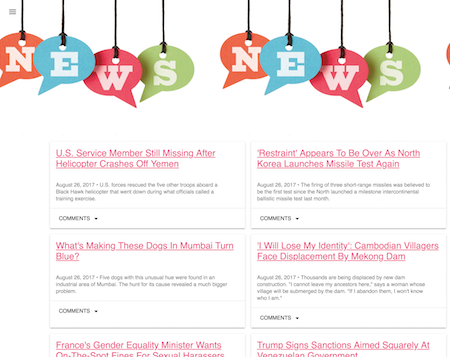 NEWS NEWS
U.S. Service Member Still Missing After
Helicopter Crashes Off Yemen
August 26, 2017 • U.S. forces rescued the five other troops aboard a
Black Hawk helicopter that went down during what officials called a
training exercise.
COMMENTS
'Restraint' Appears To Be Over As North
Korea Launches Missile Test Again
August 26, 2017 • The firing of three short-range missiles was believed to
be the first test since the North launched a milestone intercontinental
ballistic missile test last month.
COMMENTS
What's Making These Dogs In Mumbai Turn
Blue?
August 26, 2017 • Five dogs with this unusual hue were found in an
industrial area of Mumbai. The hunt for its cause revealed a much bigger
problem.
COMMENTS
'I Will Lose My Identity': Cambodian Villagers
Face Displacement By Mekong Dam
August 26, 2017 • Thousands are being displaced by new dam
construction. "I cannot leave my ancestors here," says a woman whose
village will be submerged by the dam. "If I abandon them, I won't know
who I am."
COMMENTS
France's Gender Equality Minister Wants
On-The-Spot Fines For Sexual Harassers
Trump Signs Sanctions Aimed Squarely At
Venezuelan Government